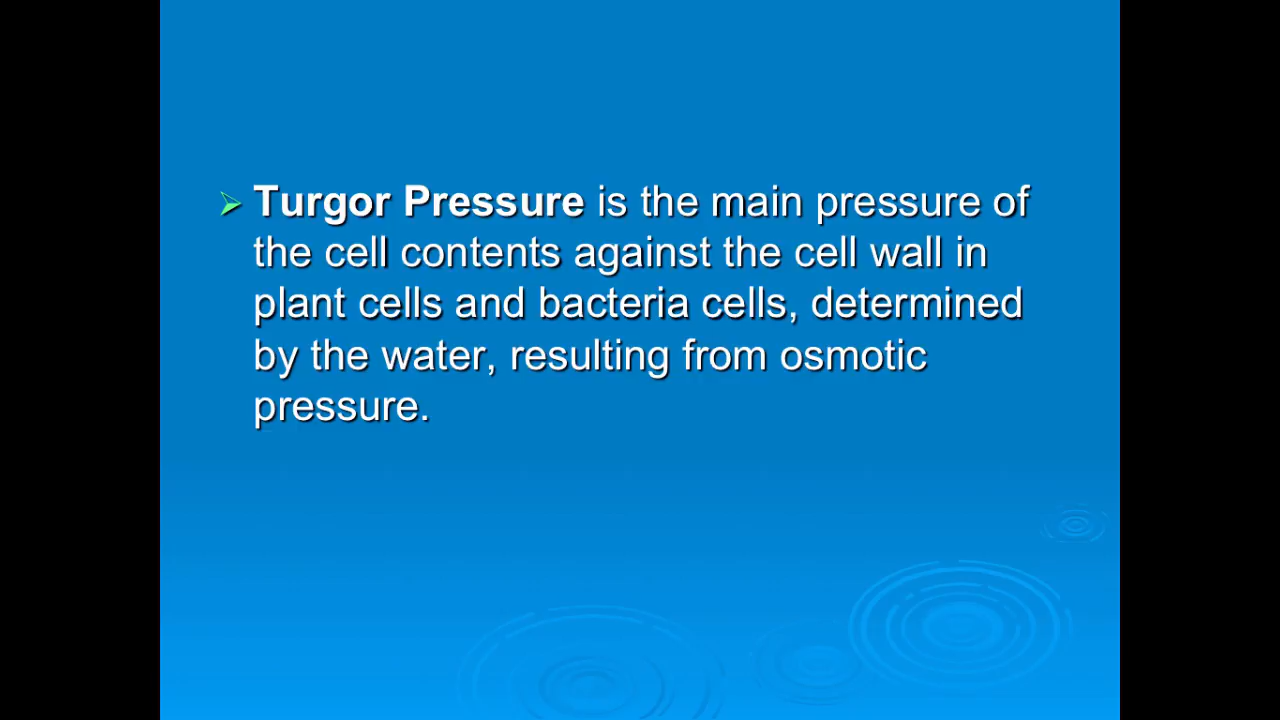 Turgor Pressure is the main pressure of
the cell contents against the cell wall in
plant cells and bacteria cells, determined
by the water, resulting from osmotic
pressure.